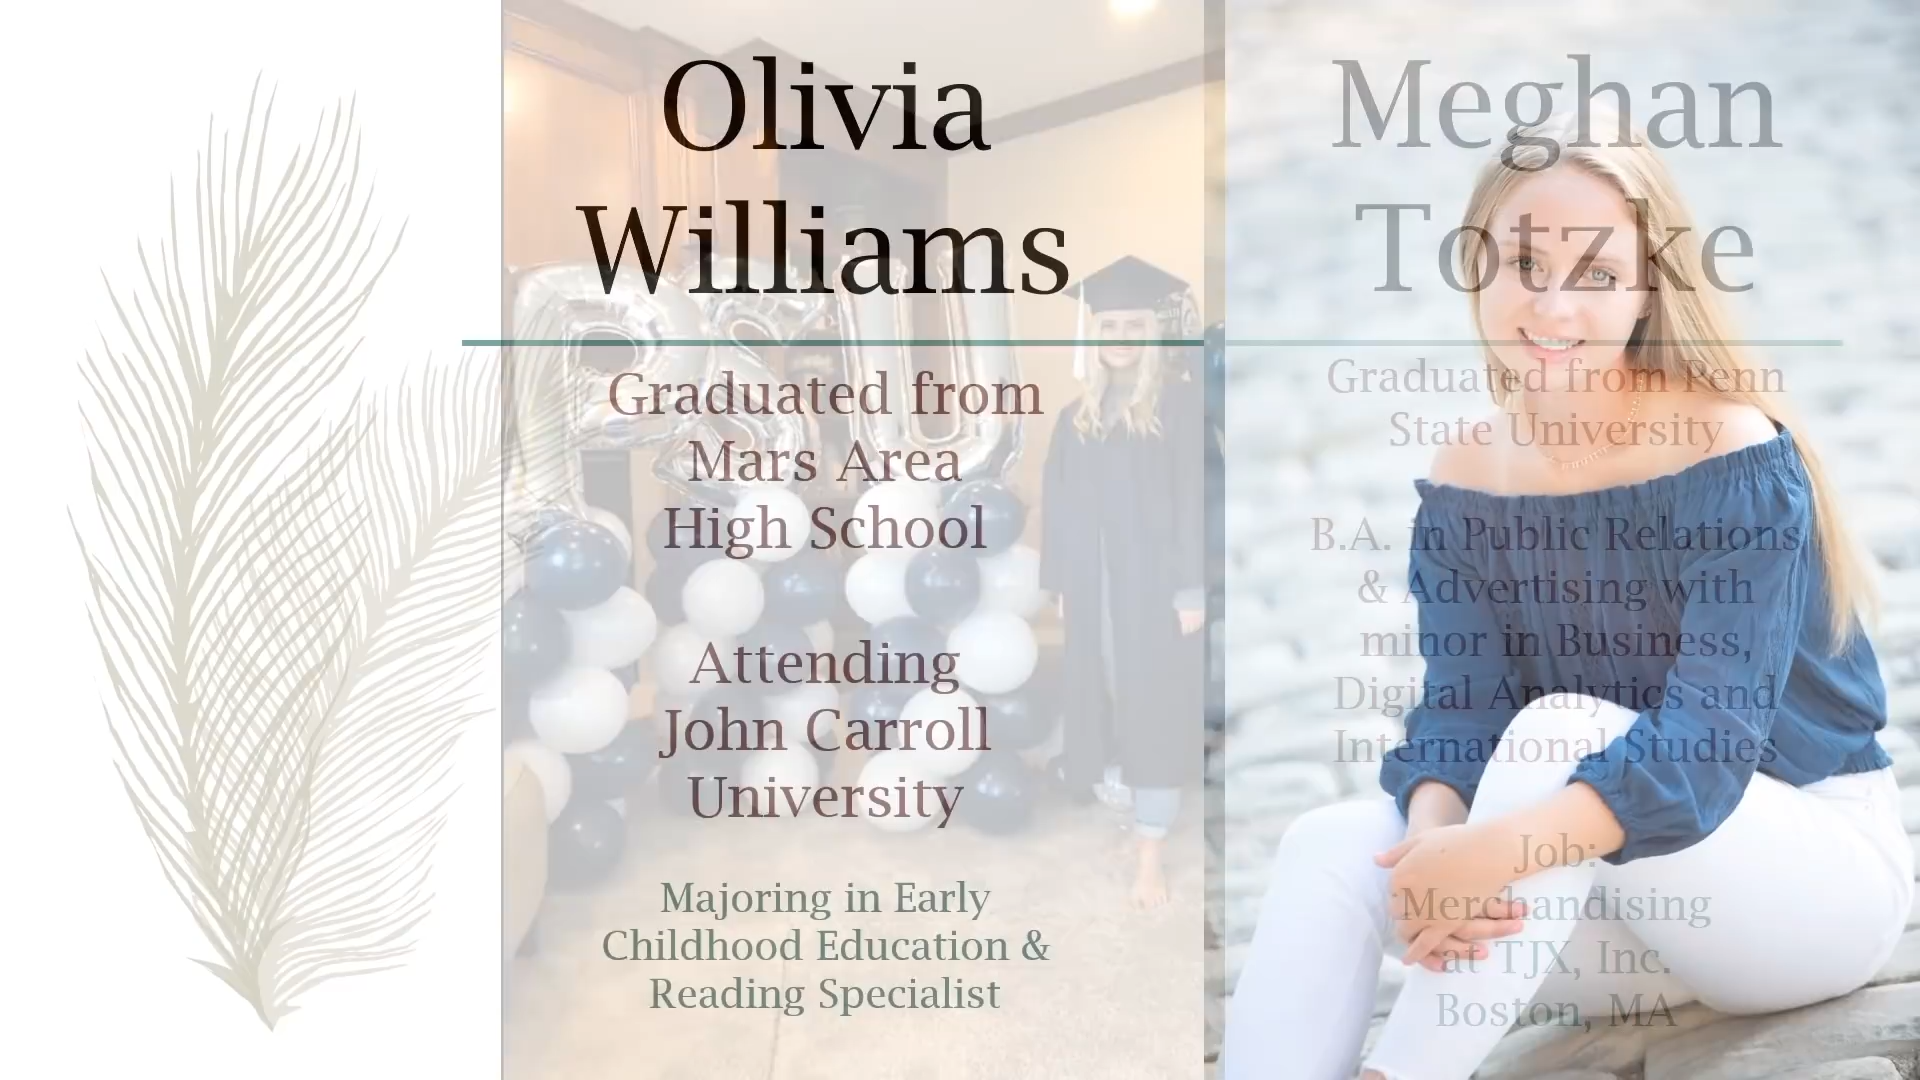 Olivia
Williams
Graduated from
Mars Area
High School
Attending
John Carroll
University
Majoring in Early
Childhood Education &
Reading Specialist
Meghan
Totzke
Graduated from Penn
State University
B.A. in Public Relations
& Advertising with
minor in Business,
Digital Analytics and
International Studies
Job:
Merchandising
at TJX, Inc.
Boston, MA